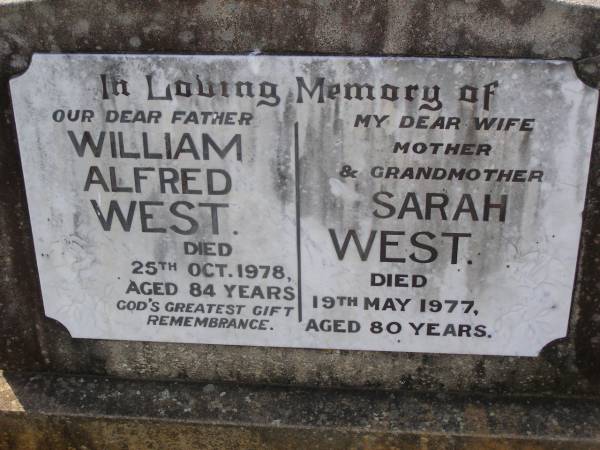 In Loving Memory of
OUR DEAR FATHER
WILLIAM
ALFRED
WEST.
DIED
25TH OCT. 1978,
AGED 84 YEARS
GOD'S GREATEST GIFT
REMEMBRANCE.
MY DEAR WIFE
MOTHER
& GRANDMOTHER
SARAH
WEST.
DIED
19TH MAY 1977,
AGED 80 YEARS.